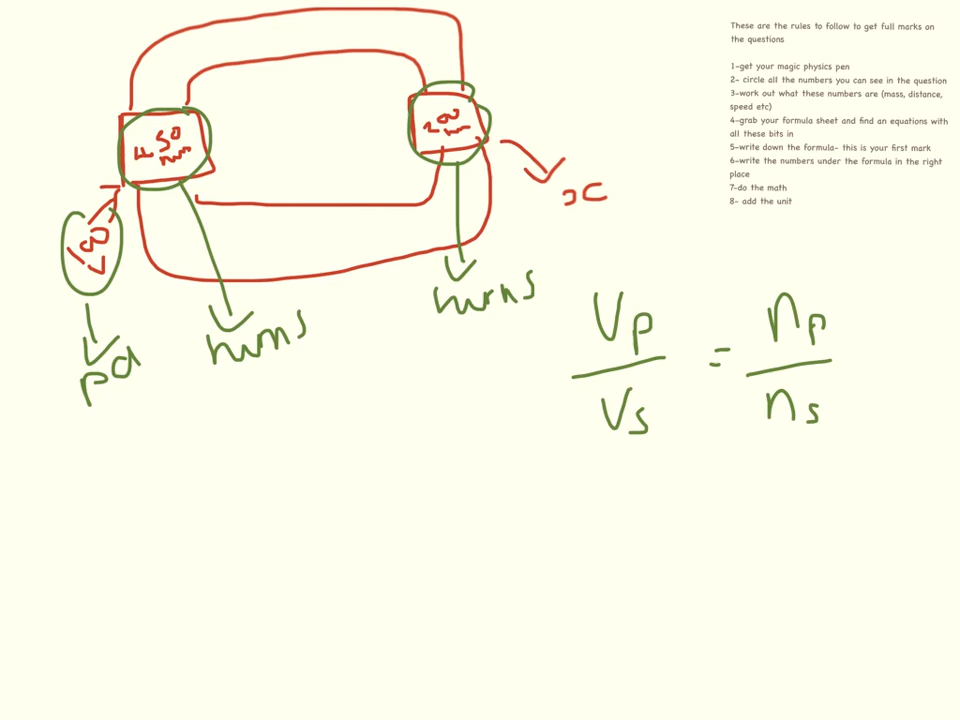 These are the rules to follow to get full marks on
the questions
1-get your magic physics pen
2- circle all the numbers you can see in the question
3-work out what these numbers are (mass, distance,
speed etc)
4-grab your formula sheet and find an equations with
all these bits in
5-write down the formula- this is your first mark
6-write the numbers under the formula in the right
place
7-do the math
8- add the unit
450
200
x
pd
turns
turns
Vp
Vs
=
np
ns